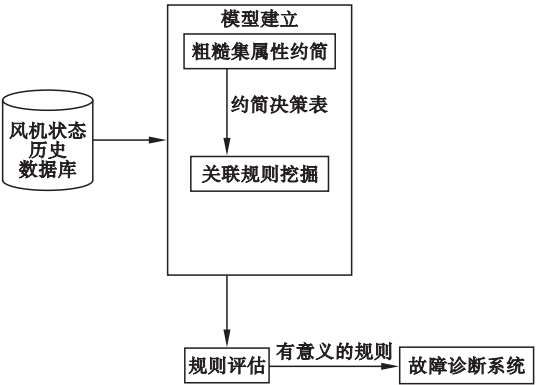 模型建立
粗糙集属性约简
约简决策表
风机状态
历史
数据库
关联规则挖掘
规则评估
有意义的规则
故障诊断系统